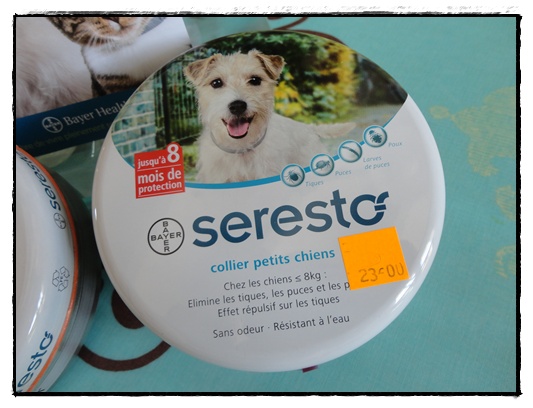 Bayer Heal
jusqu'à 8
mois de
protection
Tiques
Puces
Larves
de puces
Poux
BAYER
BAYER
seresto
collier petits chiens
23€00
Chez les chiens ≤ 8kg :
Elimine les tiques, les puces et les p
Effet répulsif sur les tiques
Sans odeur · Résistant à l'eau
seresto